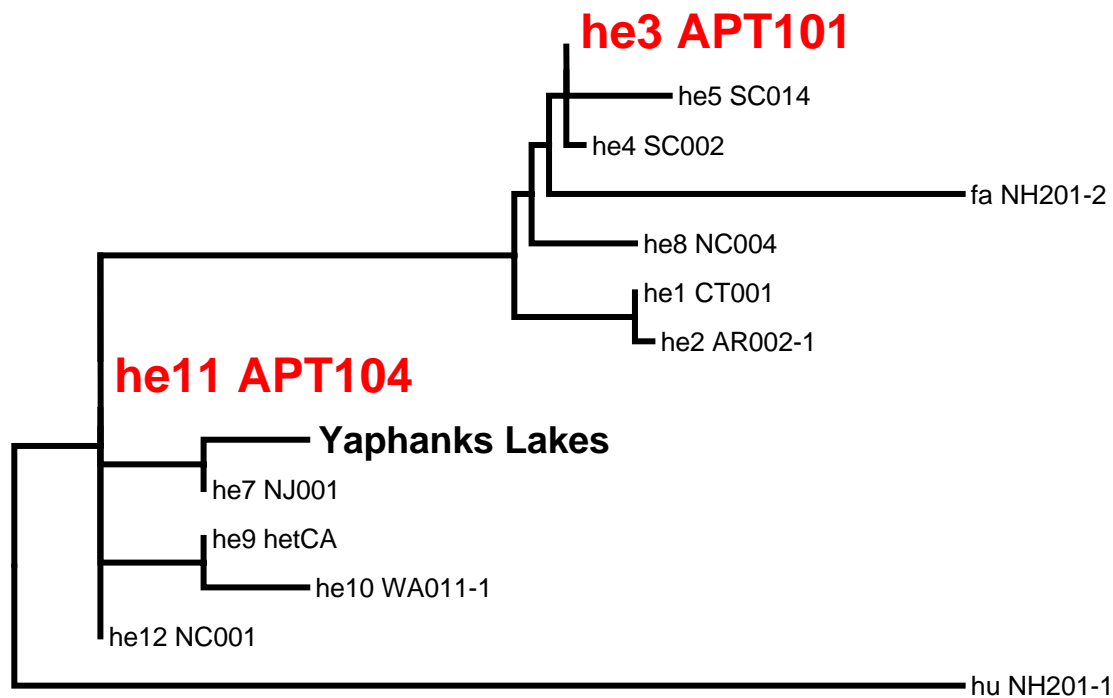 he3 APT101
he5 SC014
he4 SC002
fa NH201-2
he8 NC004
he1 CT001
he2 AR002-1
he11 APT104
Yaphanks Lakes
he7 NJ001
he9 hetCA
he10 WA011-1
he12 NC001
hu NH201-1